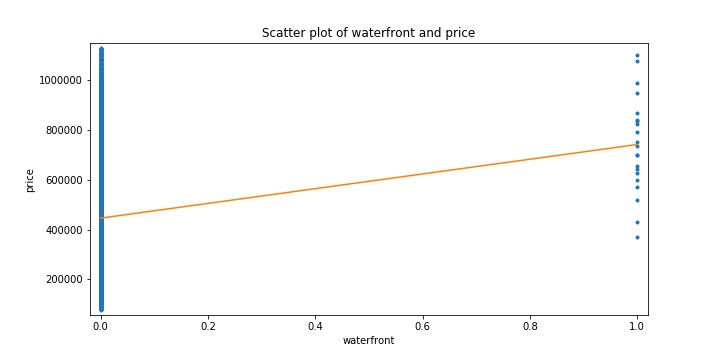 Scatter plot of waterfront and price
1000000
800000
600000
400000
200000
price
0.0 0.2 0.4 0.6 0.8 1.0
waterfront